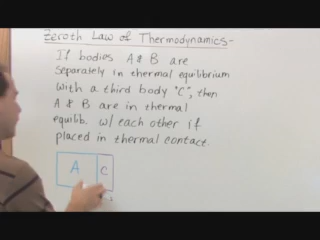 Zeroth Law of Thermodynamics-
If bodies A & B are
separately in thermal equilibrium
with a third body "C", then
A & B are in thermal
equilib. w/ each other if
placed in thermal contact.
A C